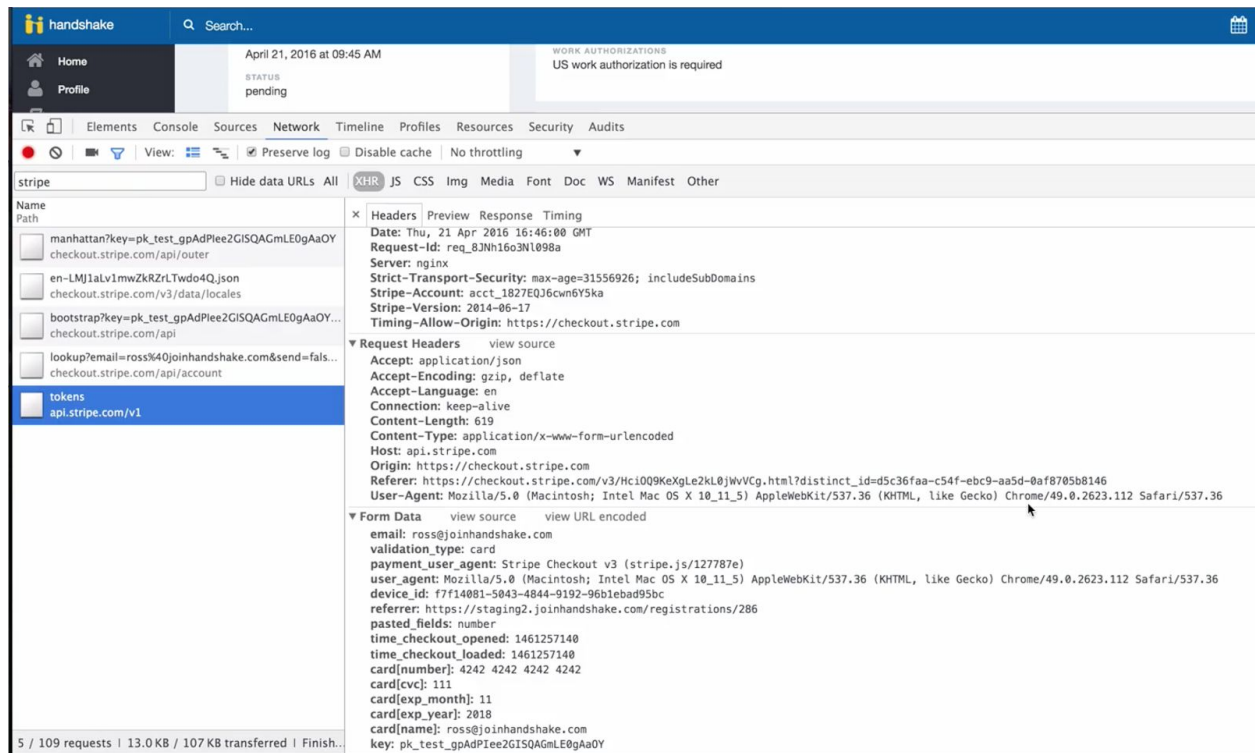 handshake
Search...
Home
Profile
April 21, 2016 at 09:45 AM
STATUS
pending
WORK AUTHORIZATIONS
US work authorization is required
Elements Console Sources Network Timeline Profiles Resources Security Audits
View: Preserve log Disable cache No throttling
stripe
Hide data URLs All XHR JS CSS Img Media Font Doc WS Manifest Other
Name
Path
manhattan?key=pk_test_gpAdPIee2GISQAGmLE0gAaOY
checkout.stripe.com/api/outer
en-LMJ1aLv1mwZkRZrLTwdo4Q.json
checkout.stripe.com/v3/data/locales
bootstrap?key=pk_test_gpAdPIee2GISQAGmLE0gAaOY...
checkout.stripe.com/api
lookup?email=ross%40joinhandshake.com&send=fals...
checkout.stripe.com/api/account
tokens
api.stripe.com/v1
5 / 109 requests | 13.0 KB / 107 KB transferred | Finish...
× Headers Preview Response Timing
Date: Thu, 21 Apr 2016 16:46:00 GMT
Request-Id: req_8JNh16o3Nl098a
Server: nginx
Strict-Transport-Security: max-age=31556926; includeSubDomains
Stripe-Account: acct_1827EQJ6cwn6Y5ka
Stripe-Version: 2014-06-17
Timing-Allow-Origin: https://checkout.stripe.com
Request Headers view source
Accept: application/json
Accept-Encoding: gzip, deflate
Accept-Language: en
Connection: keep-alive
Content-Length: 619
Content-Type: application/x-www-form-urlencoded
Host: api.stripe.com
Origin: https://checkout.stripe.com
Referer: https://checkout.stripe.com/v3/HciOQ9KeXgLe2kL0jWvVCg.html?distinct_id=d5c36faa-c54f-ebc9-aa5d-0af8705b8146
User-Agent: Mozilla/5.0 (Macintosh; Intel Mac OS X 10_11_5) AppleWebKit/537.36 (KHTML, like Gecko) Chrome/49.0.2623.112 Safari/537.36
Form Data view source view URL encoded
email: ross@joinhandshake.com
validation_type: card
payment_user_agent: Stripe Checkout v3 (stripe.js/127787e)
user_agent: Mozilla/5.0 (Macintosh; Intel Mac OS X 10_11_5) AppleWebKit/537.36 (KHTML, like Gecko) Chrome/49.0.2623.112 Safari/537.36
device_id: f7f14081-5043-4844-9192-96b1ebad95bc
referrer: https://staging2.joinhandshake.com/registrations/286
pasted_fields: number
time_checkout_opened: 1461257140
time_checkout_loaded: 1461257140
card[number]: 4242 4242 4242 4242
card[cvc]: 111
card[exp_month]: 11
card[exp_year]: 2018
card[name]: ross@joinhandshake.com
key: pk_test_gpAdPIee2GISQAGmLE0gAaOY